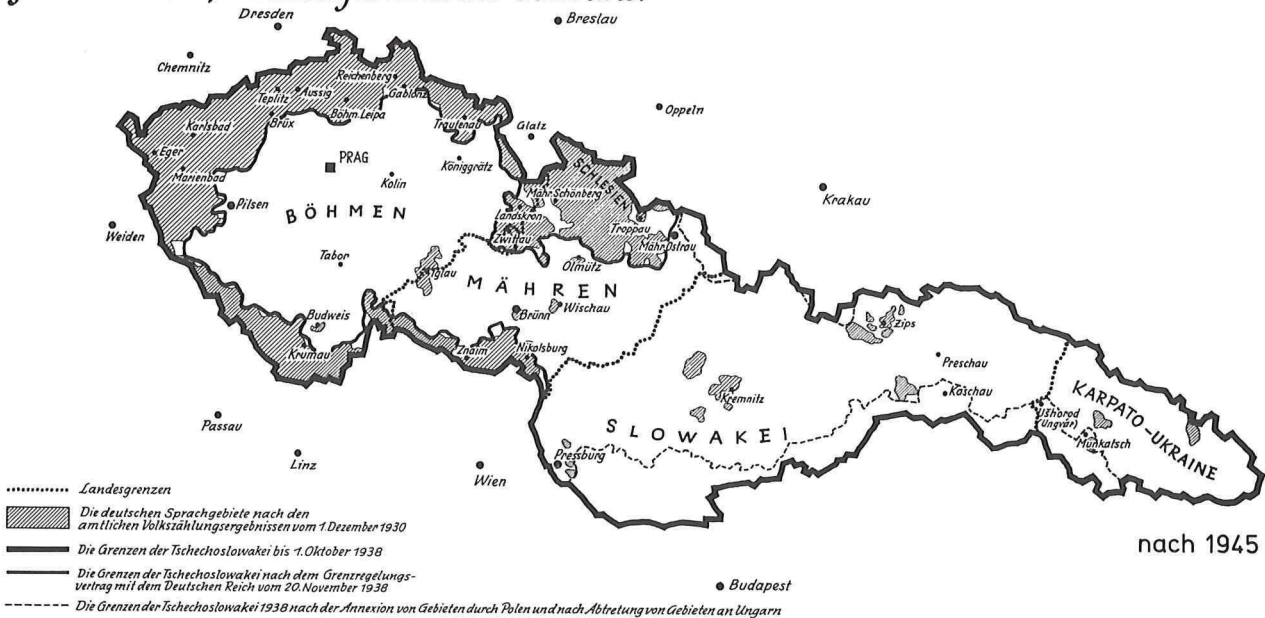 Dresden
Breslau
Chemnitz
Reichenberg
Teplitz
Aussig
Gablonz
Böhm.Leipa
Brüx
Trautenau
Glatz
Oppeln
Karlsbad
Eger
Marienbad
PRAG
Königgrätz
Kolin
SCHLESIEN
Mähr.Schönberg
Landskron
Troppau
Krakau
Pilsen
BÖHMEN
Zwittau
Mähr.Ostrau
Weiden
Tabor
Iglau
Olmütz
MÄHREN
Wischau
Brünn
Budweis
Krumau
Znaim
Nikolsburg
Zips
Preschau
Kaschau
Kremnitz
KARPATO-UKRAINE
Ushorod
(Ungvár)
Munkatsch
SLOWAKEI
Passau
Linz
Wien
Pressburg
Landesgrenzen
Die deutschen Sprachgebiete nach den
amtlichen Volkszählungsergebnissen vom 1.Dezember 1930
Die Grenzen der Tschechoslowakei bis 1.Oktober 1938
nach 1945
Die Grenzen der Tschechoslowakei nach dem Grenzregelungs-
vertrag mit dem Deutschen Reich vom 20.November 1938
Budapest
Die Grenzen der Tschechoslowakei 1938 nach der Annexion von Gebieten durch Polen und nach Abtretung von Gebieten an Ungarn